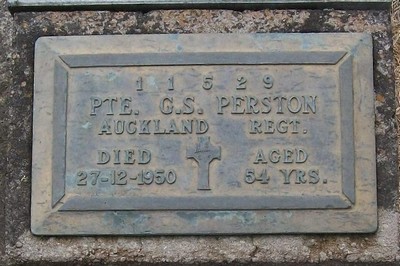 11529
PTE. G.S. PERSTON
AUCKLAND REGT.
DIED AGED
27-12-1950 54 YRS.